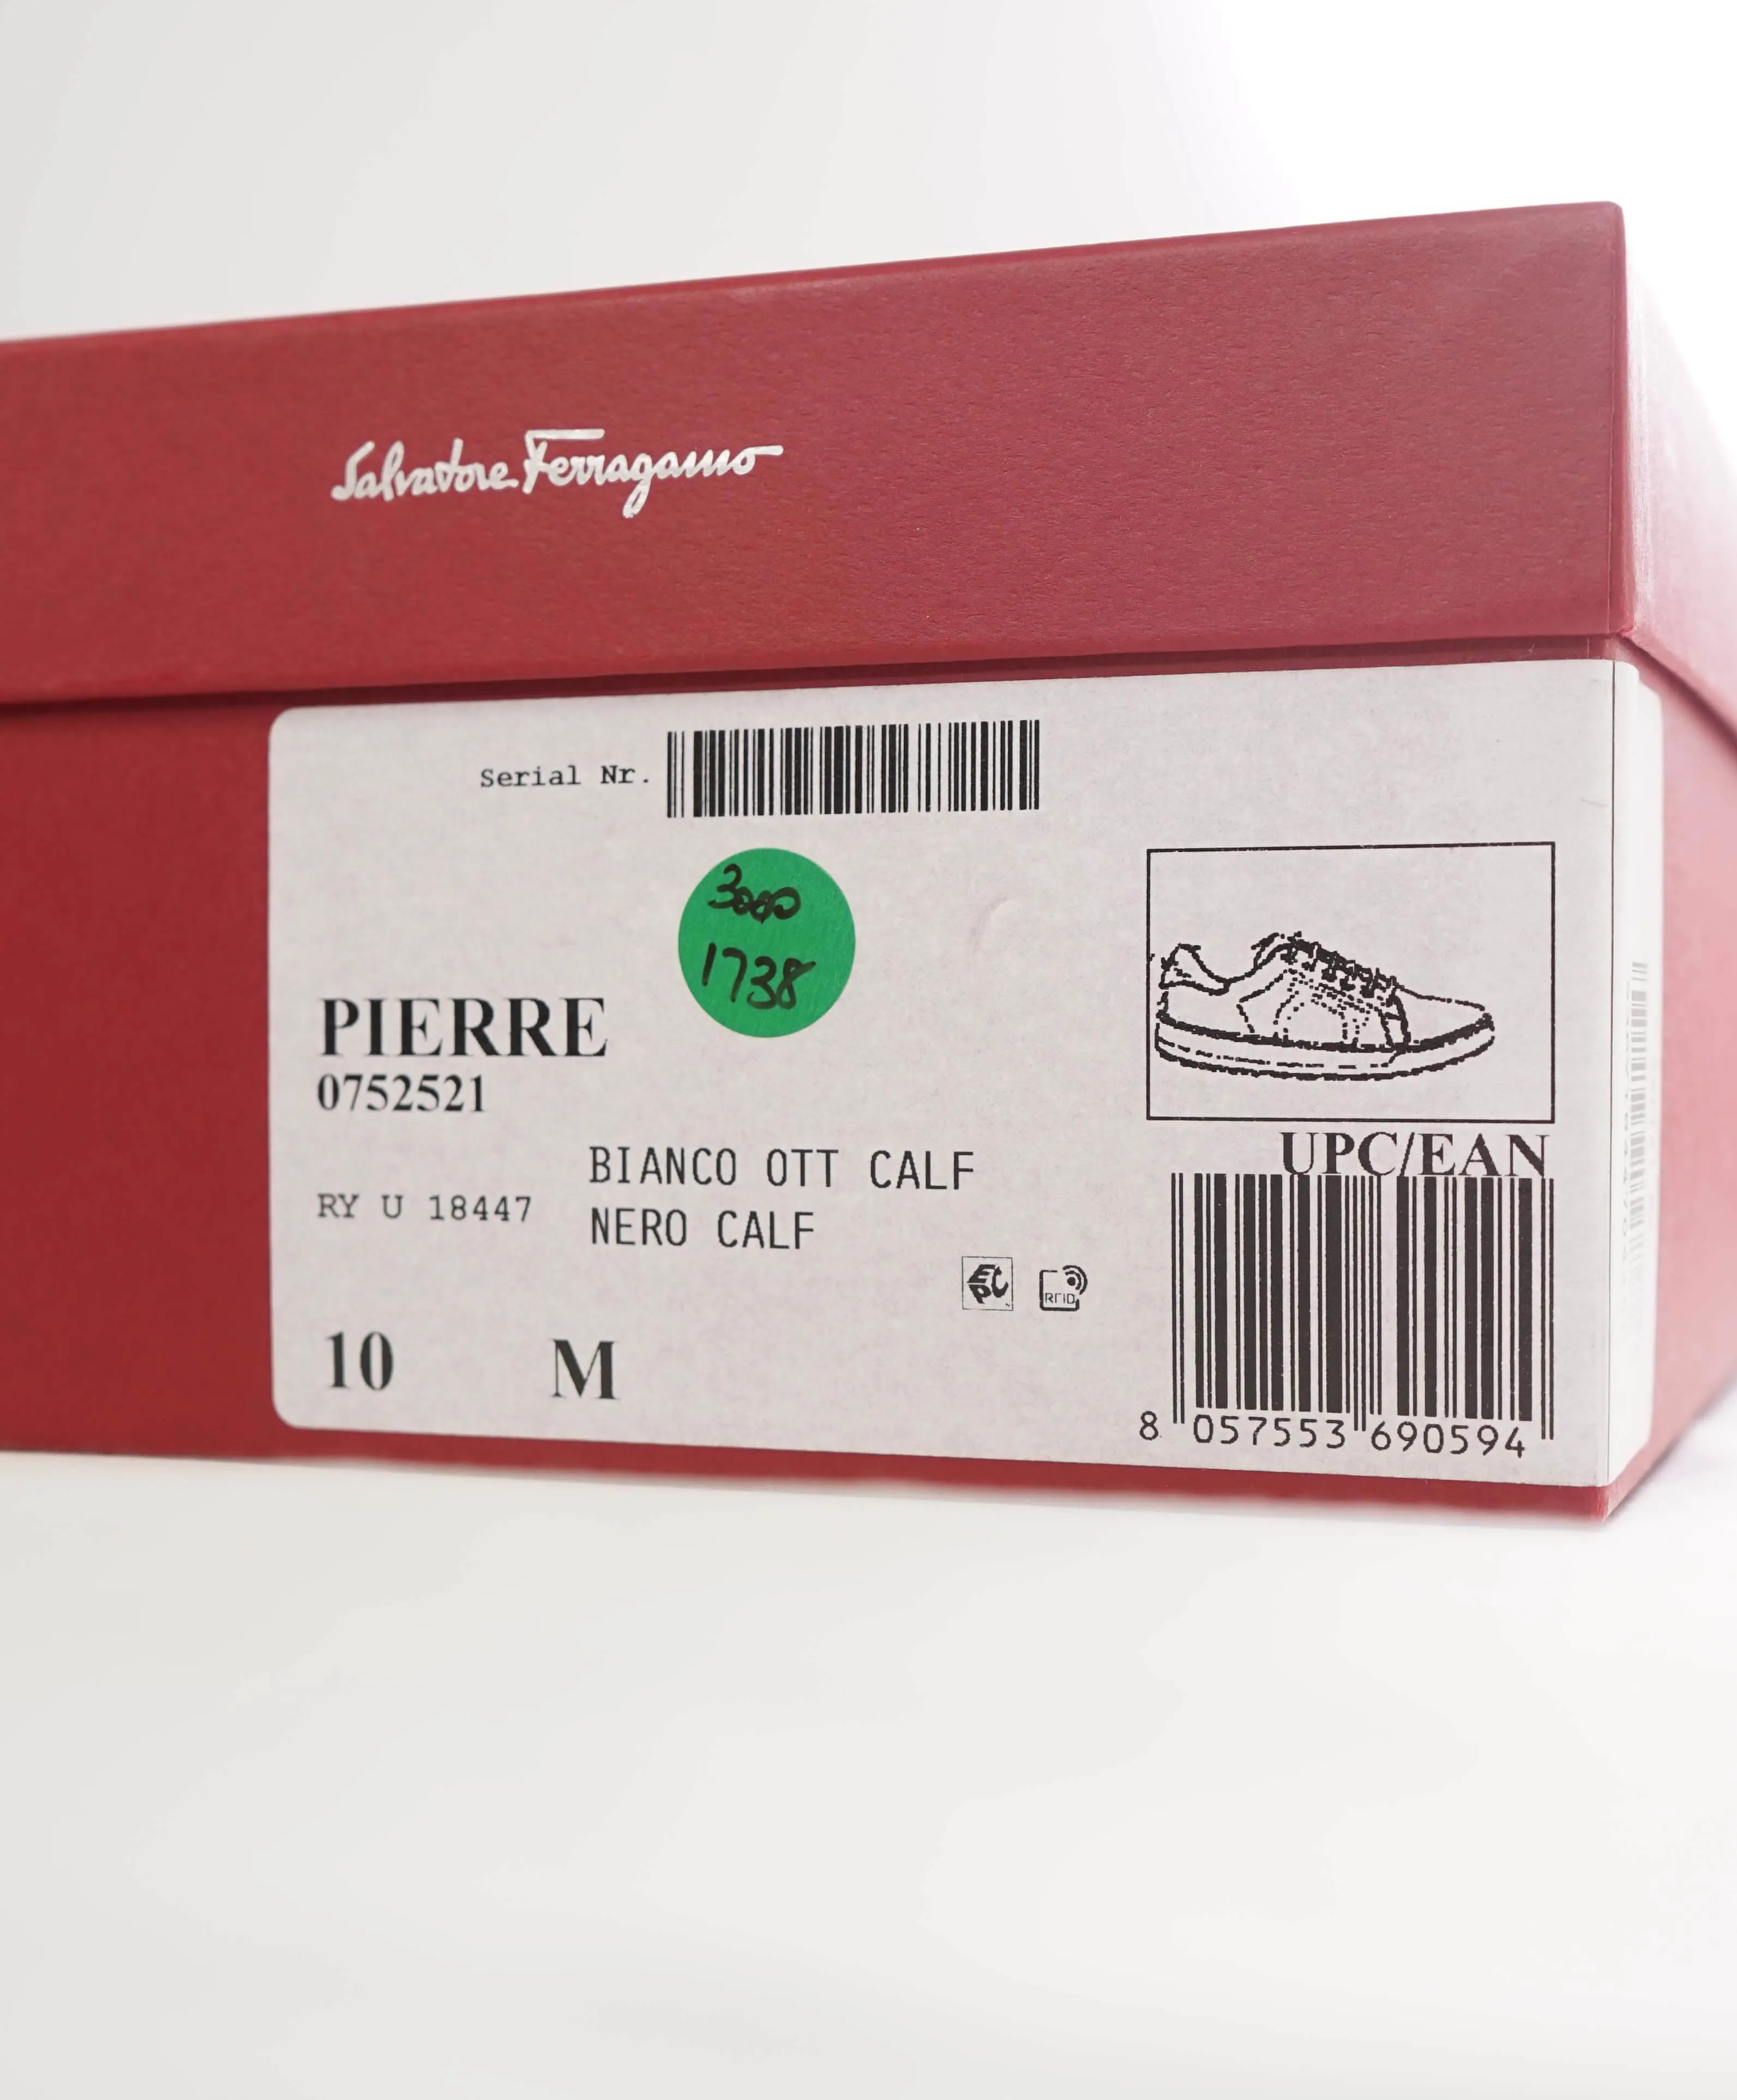 Salvatore Ferragamo
Serial Nr.
1738
PIERRE
0752521
BIANCO OTT CALF
RY U 18447
NERO CALF
RFID
10 M
UPC/EAN
8 057553 690594